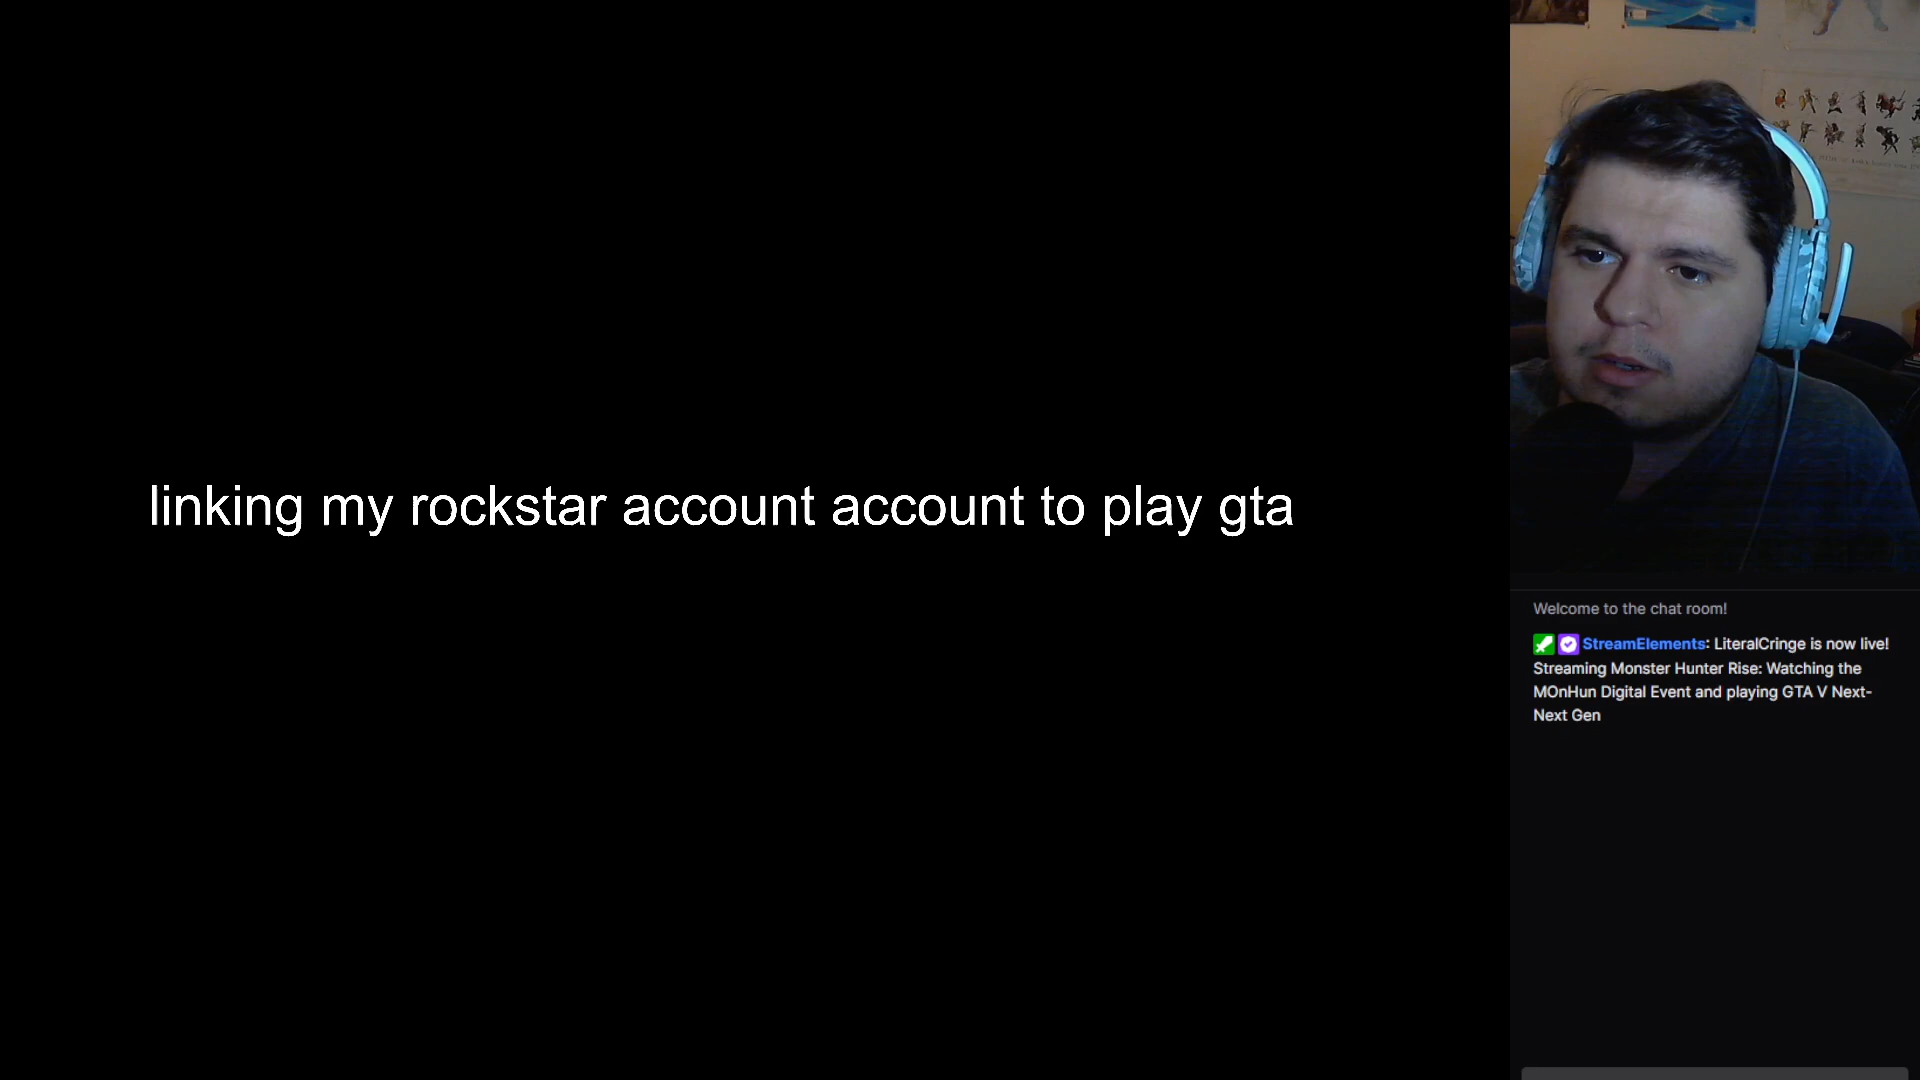 linking my rockstar account account to play gta
Welcome to the chat room!
StreamElements: LiteralCringe is now live!
Streaming Monster Hunter Rise: Watching the
MOnHun Digital Event and playing GTA V Next-
Next Gen